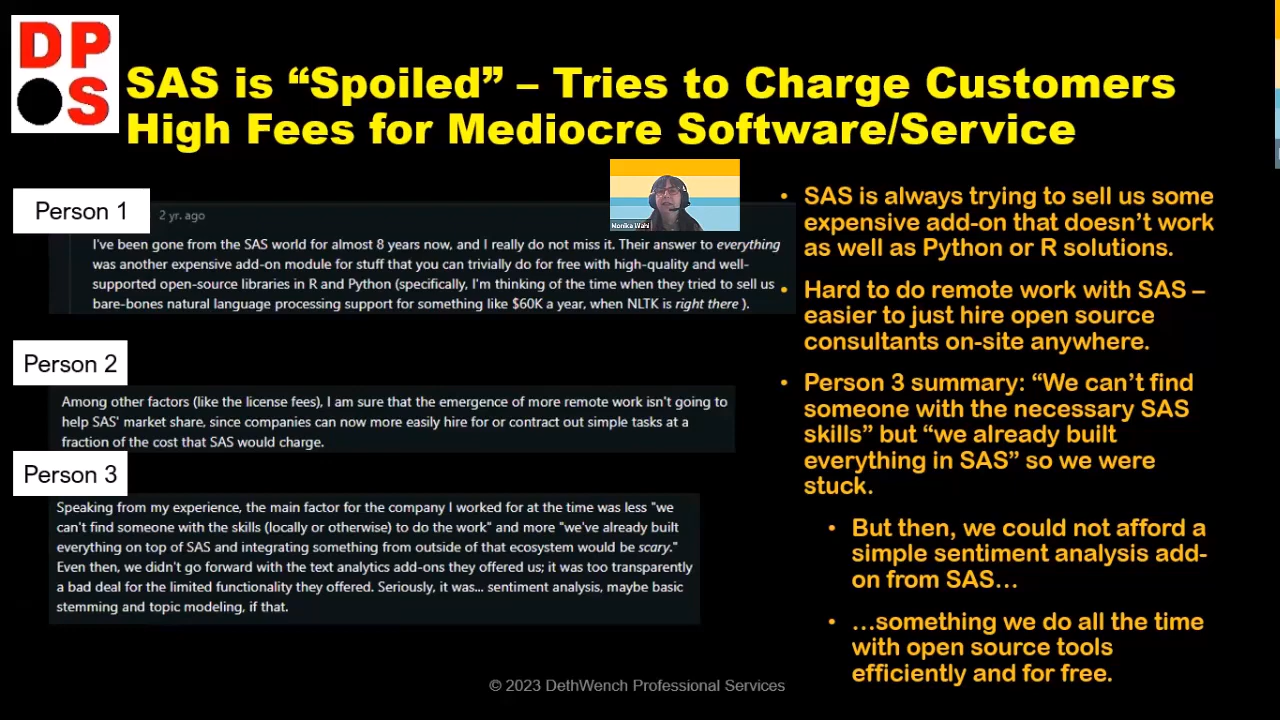 DP
S
SAS is “Spoiled” – Tries to Charge Customers
High Fees for Mediocre Software/Service
Person 1
2 yr. ago
I've been gone from the SAS world for almost 8 years now, and I really do not miss it. Their answer to everything
was another expensive add-on module for stuff that you can trivially do for free with high-quality and well-
supported open-source libraries in R and Python (specifically, I'm thinking of the time when they tried to sell us
bare-bones natural language processing support for something like $60K a year, when NLTK is right there ).
Monika Wahi
Person 2
Among other factors (like the license fees), I am sure that the emergence of more remote work isn't going to
help SAS' market share, since companies can now more easily hire for or contract out simple tasks at a
fraction of the cost that SAS would charge.
Person 3
Speaking from my experience, the main factor for the company I worked for at the time was less "we
can't find someone with the skills (locally or otherwise) to do the work" and more "we've already built
everything on top of SAS and integrating something from outside of that ecosystem would be scary."
Even then, we didn't go forward with the text analytics add-ons they offered us; it was too transparently
a bad deal for the limited functionality they offered. Seriously, it was... sentiment analysis, maybe basic
stemming and topic modeling, if that.
• SAS is always trying to sell us some
expensive add-on that doesn’t work
as well as Python or R solutions.
• Hard to do remote work with SAS –
easier to just hire open source
consultants on-site anywhere.
• Person 3 summary: “We can’t find
someone with the necessary SAS
skills” but “we already built
everything in SAS” so we were
stuck.
• But then, we could not afford a
simple sentiment analysis add-
on from SAS…
• …something we do all the time
with open source tools
efficiently and for free.
© 2023 DethWench Professional Services